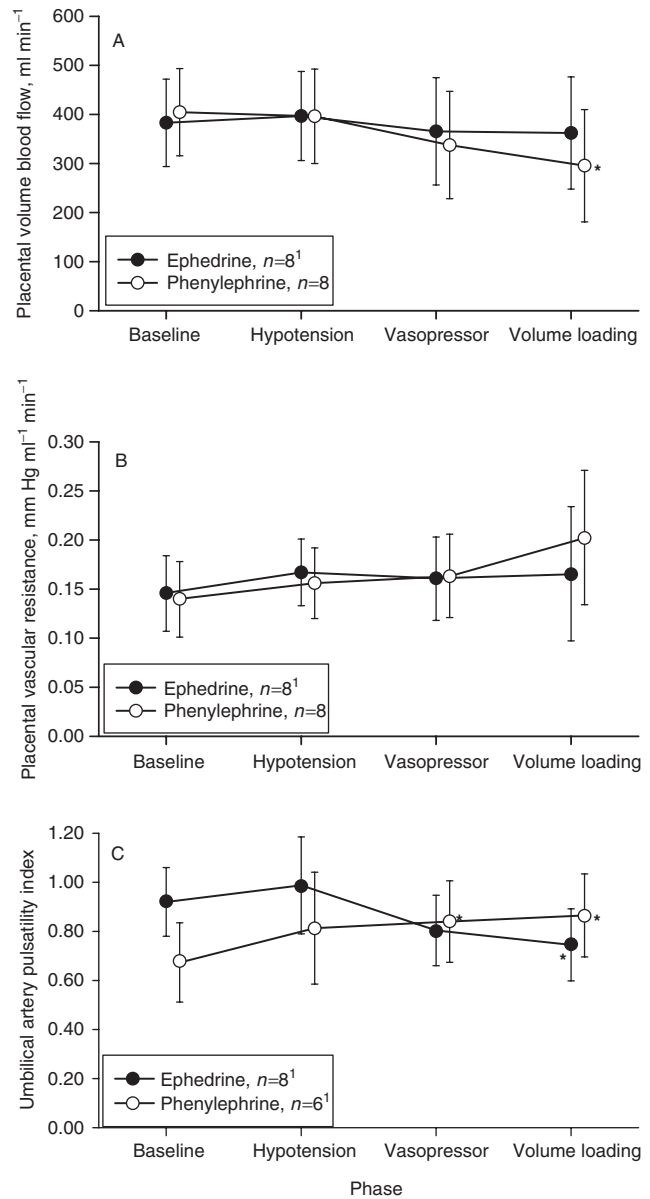 A
Placental volume blood flow, ml min⁻¹
600
500
400
300
200
100
0
*
Ephedrine, n=8¹
Phenylephrine, n=8
Baseline Hypotension Vasopressor Volume loading
B
Placental vascular resistance, mm Hg ml⁻¹ min⁻¹
0.30
0.25
0.20
0.15
0.10
0.05
0.00
Ephedrine, n=8¹
Phenylephrine, n=8
Baseline Hypotension Vasopressor Volume loading
C
Umbilical artery pulsatility index
1.20
1.00
0.80
0.60
0.40
0.20
0.00
* * *
Ephedrine, n=8¹
Phenylephrine, n=6¹
Baseline Hypotension Vasopressor Volume loading
Phase